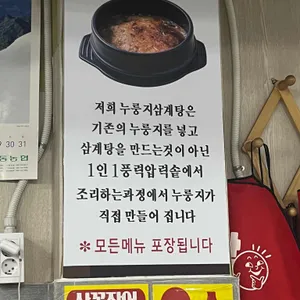 저희 누룽지삼계탕은
기존의 누룽지를 넣고
삼계탕을 만드는것이 아닌
1인 1풍력압력솥에서
조리하는과정에서 누룽지가
직접 만들어 집니다
* 모든메뉴 포장됩니다
30 31